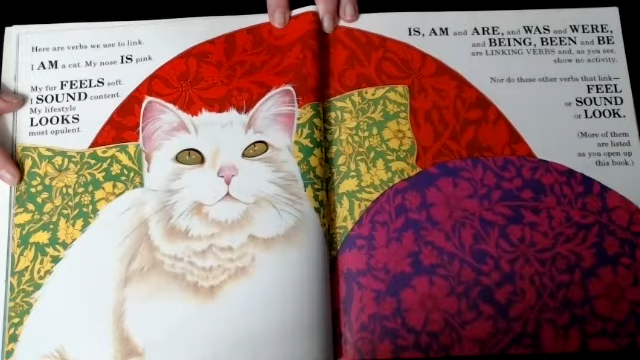 Here are verbs we use to link.
I AM a cat. My nose IS pink.
My fur FEELS soft.
I SOUND content.
My lifestyle
LOOKS
most opulent.
IS, AM and ARE, and WAS and WERE,
and BEING, BEEN and BE
are LINKING VERBS and, as you see,
show no activity.
Nor do these other verbs that link—
FEEL
or SOUND
or LOOK.
(More of them
are listed
as you open up
this book.)